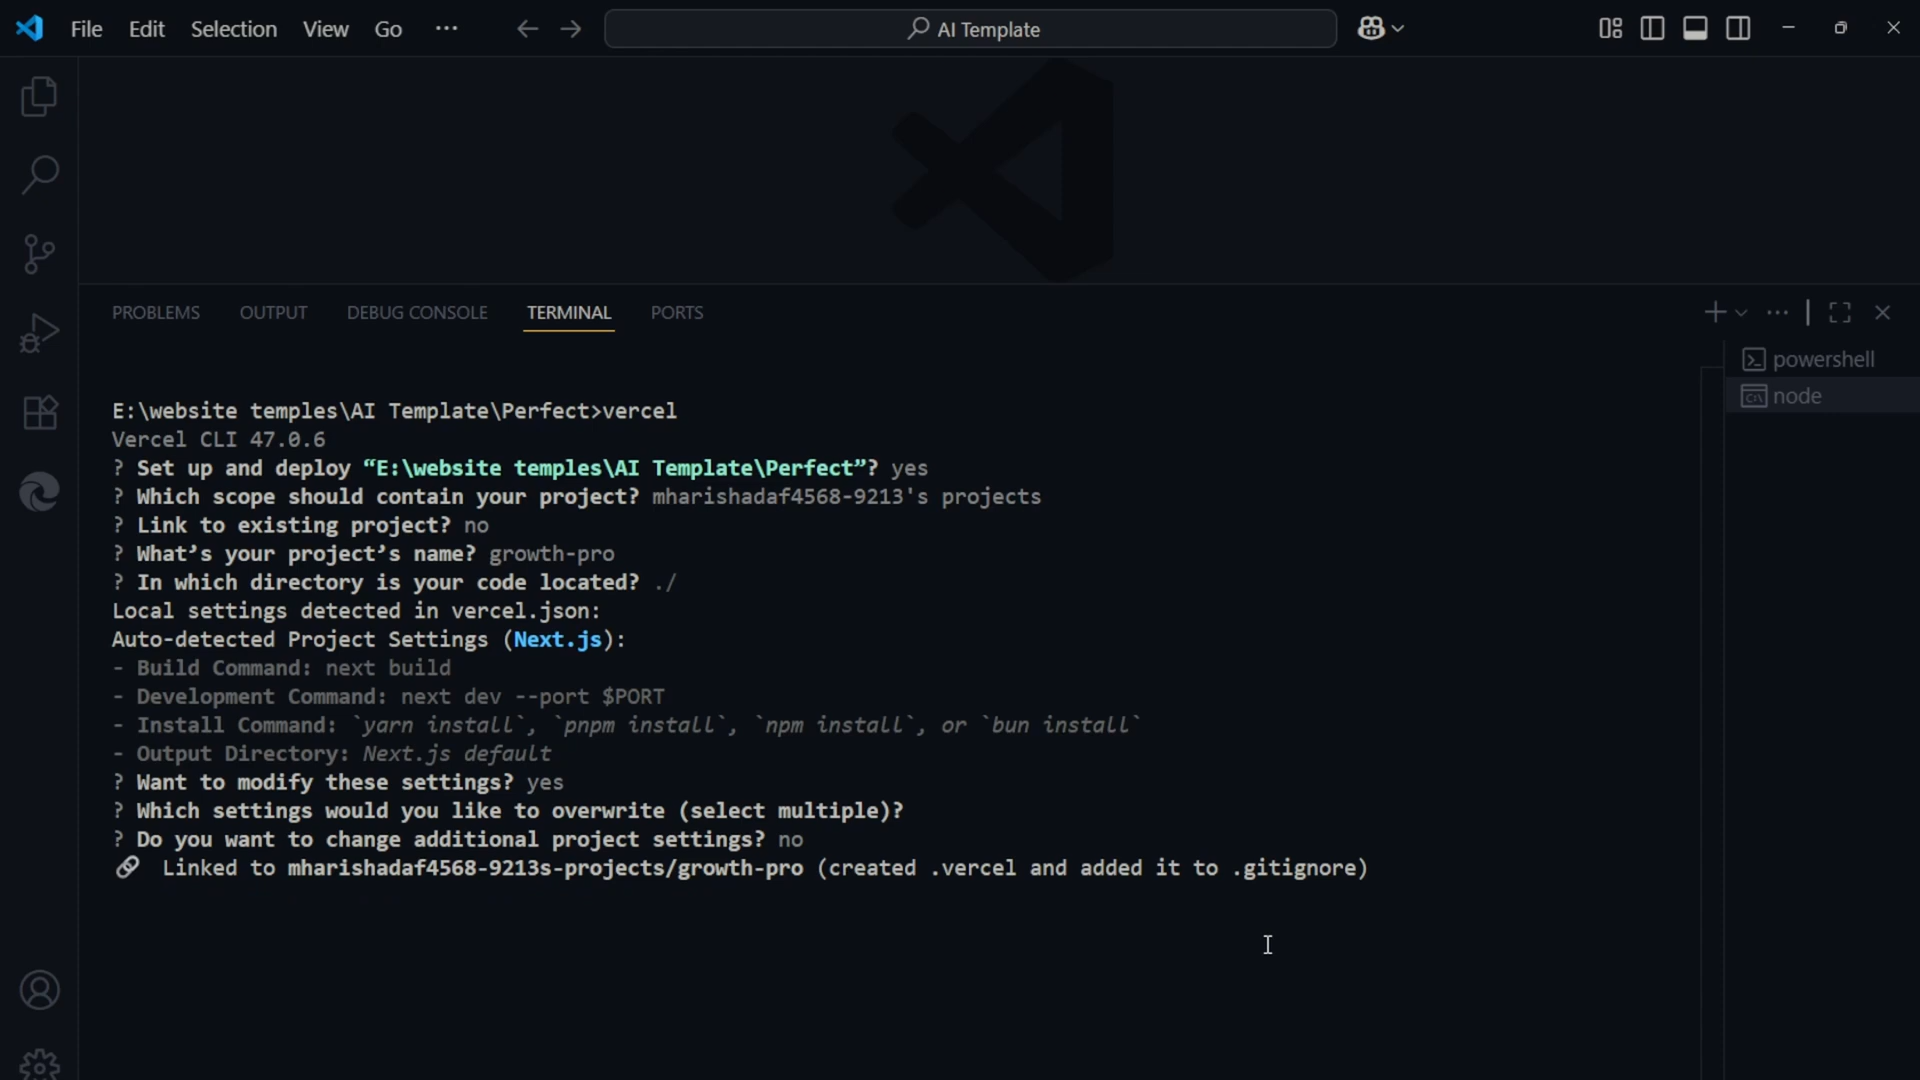 File Edit Selection View Go ···
AI Template
PROBLEMS OUTPUT DEBUG CONSOLE TERMINAL PORTS
powershell
node
E:\website temples\AI Template\Perfect>vercel
Vercel CLI 47.0.6
? Set up and deploy “E:\website temples\AI Template\Perfect”? yes
? Which scope should contain your project? mharishadaf4568-9213's projects
? Link to existing project? no
? What’s your project’s name? growth-pro
? In which directory is your code located? ./
Local settings detected in vercel.json:
Auto-detected Project Settings (Next.js):
- Build Command: next build
- Development Command: next dev --port $PORT
- Install Command: `yarn install`, `pnpm install`, `npm install`, or `bun install`
- Output Directory: Next.js default
? Want to modify these settings? yes
? Which settings would you like to overwrite (select multiple)?
? Do you want to change additional project settings? no
🔗 Linked to mharishadaf4568-9213s-projects/growth-pro (created .vercel and added it to .gitignore)